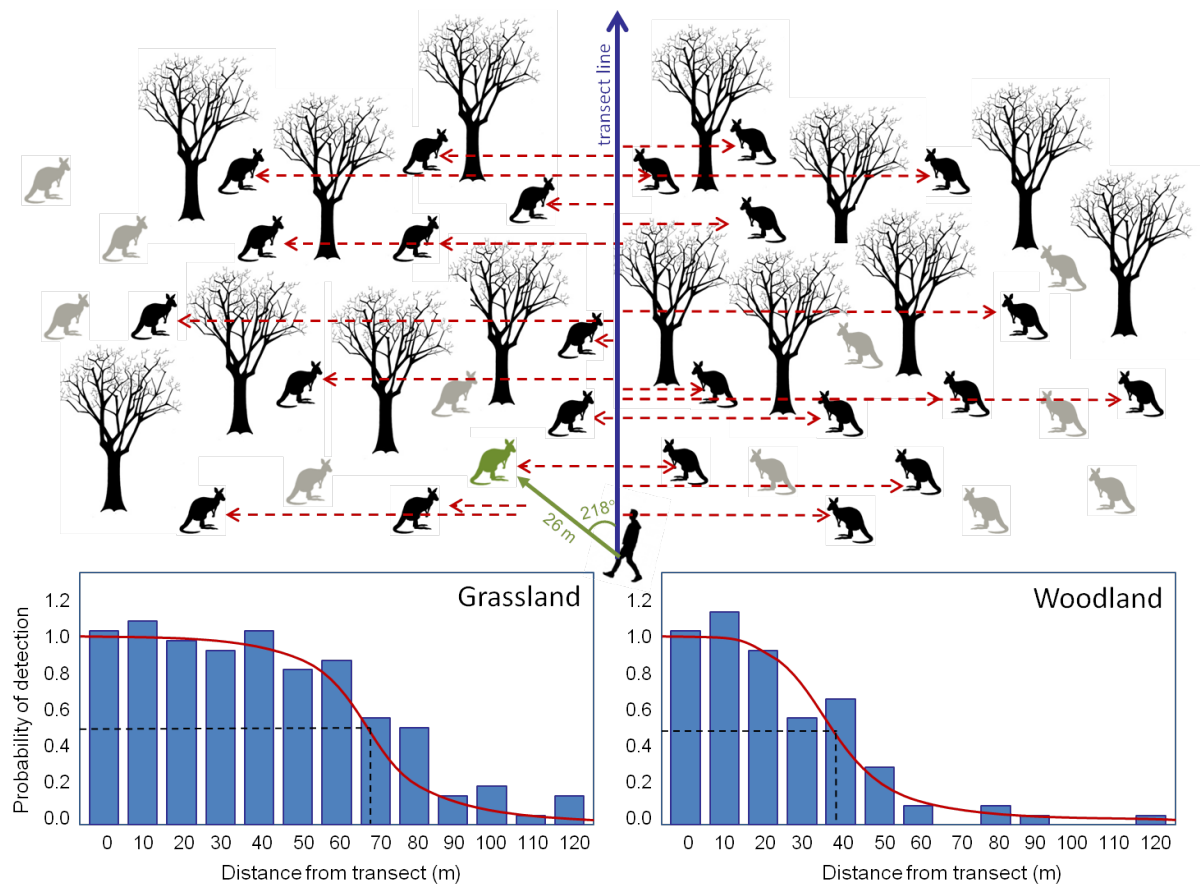 transect line
218°
26 m
Grassland
Probability of detection
1.2
1.0
0.8
0.6
0.4
0.2
0.0
0 10 20 30 40 50 60 70 80 90 100 110 120
Distance from transect (m)
Woodland
1.2
1.0
0.8
0.6
0.4
0.2
0.0
0 10 20 30 40 50 60 70 80 90 100 110 120
Distance from transect (m)